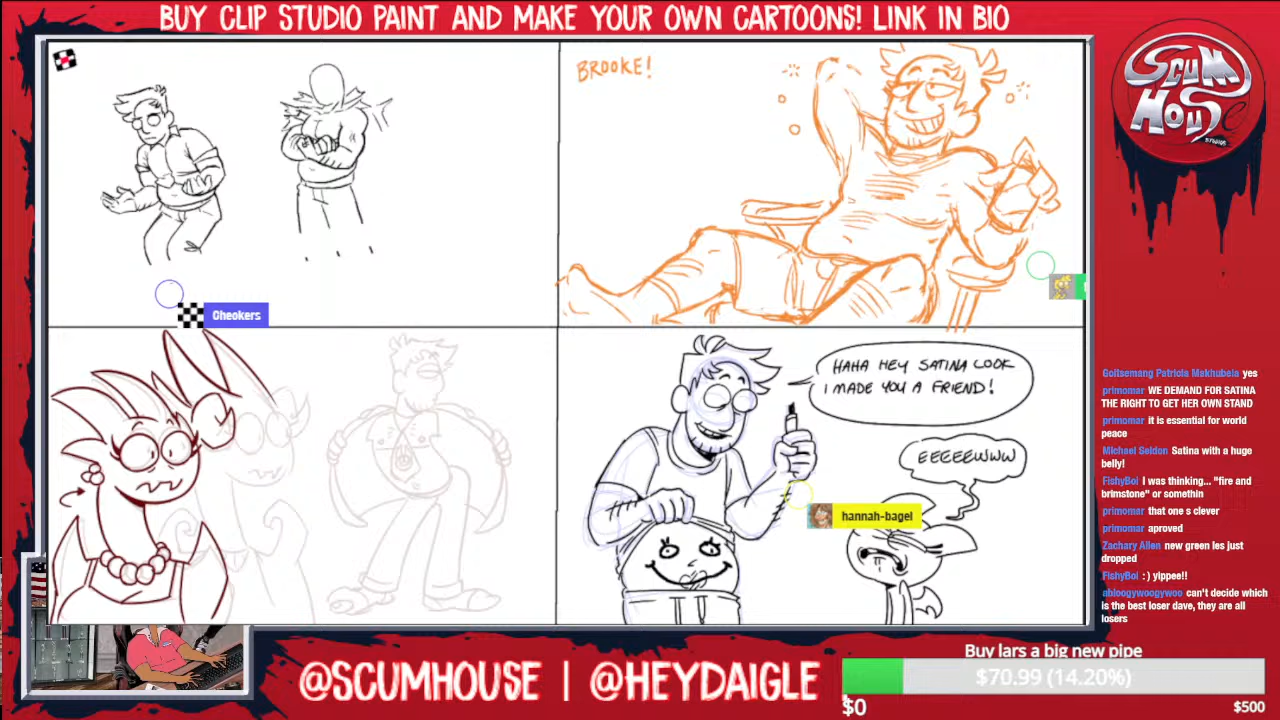 BUY CLIP STUDIO PAINT AND MAKE YOUR OWN CARTOONS! LINK IN BIO
SCUM
HOUSE
STUDIOS
BROOKE!
Gheokers
HAHA HEY SATINA LOOK
I MADE YOU A FRIEND!
EEEEEWWW
hannah-bagel
Goitsemang Patricia Makhubela yes
primomar WE DEMAND FOR SATINA
THE RIGHT TO GET HER OWN STAND
primomar it is essential for world
peace
Michael Seldon Satina with a huge
belly!
FishyBoi I was thinking... "fire and
brimstone" or somethin
primomar that one s clever
primomar aproved
Zachary Allen new green les just
dropped
FishyBoi : ) yippee!!
abloogywoogywoo can't decide which
is the best loser dave, they are all
losers
@SCUMHOUSE | @HEYDAIGLE
Buy lars a big new pipe
$70.99 (14.20%)
$0
$500